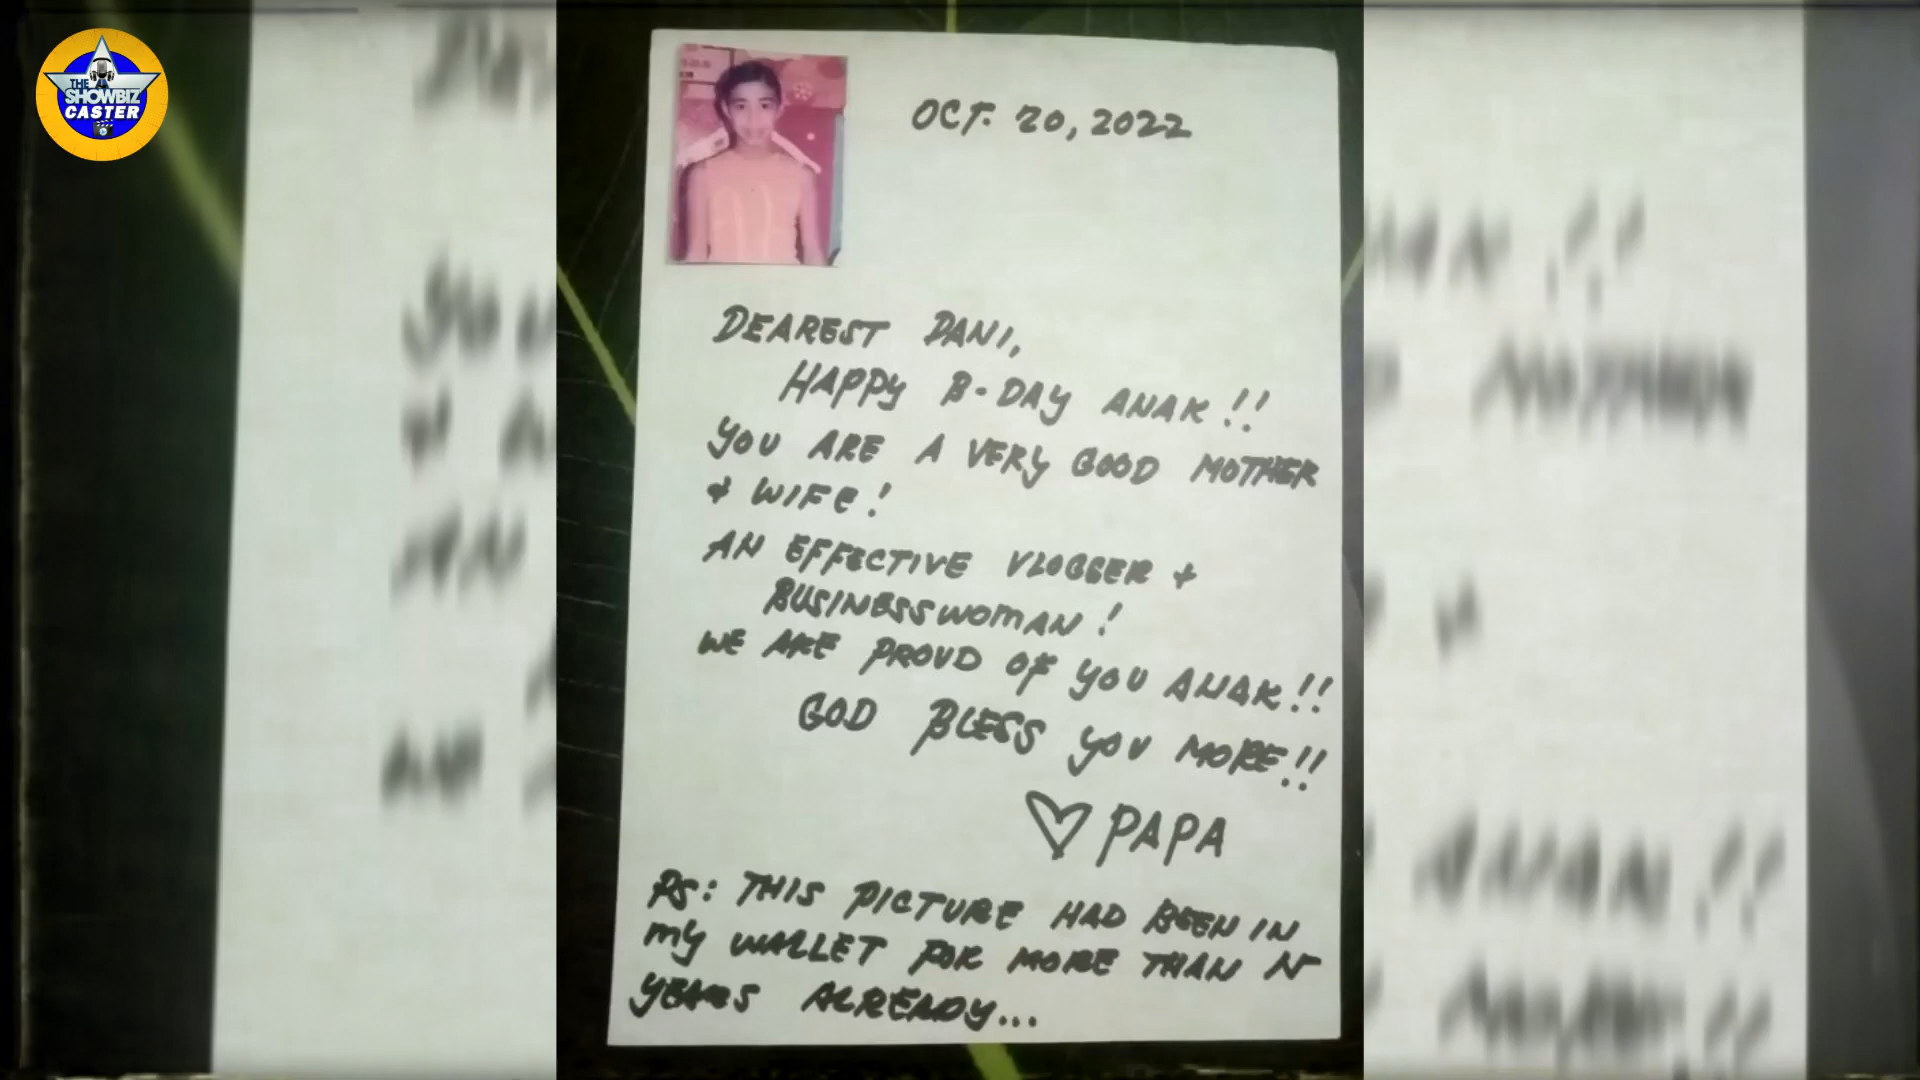 THE
SHOWBIZ
CASTER
OCT. 20, 2022
DEAREST DANI,
HAPPY B-DAY ANAK!!
YOU ARE A VERY GOOD MOTHER
& WIFE!
AN EFFECTIVE VLOGGER &
BUSINESSWOMAN!
WE ARE PROUD OF YOU ANAK!!
GOD BLESS YOU MORE!!
♡ PAPA
PS: THIS PICTURE HAD BEEN IN
MY WALLET FOR MORE THAN
YEARS ALREADY...